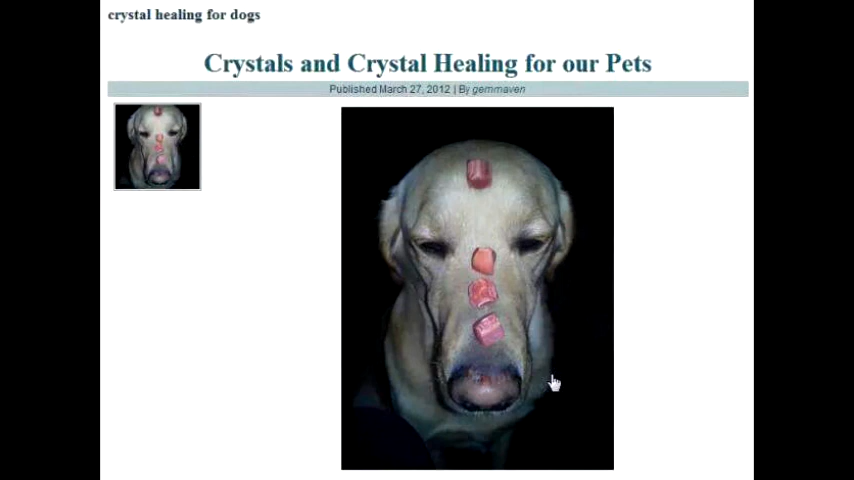 crystal healing for dogs
Crystals and Crystal Healing for our Pets
Published March 27, 2012 | By gemmaven